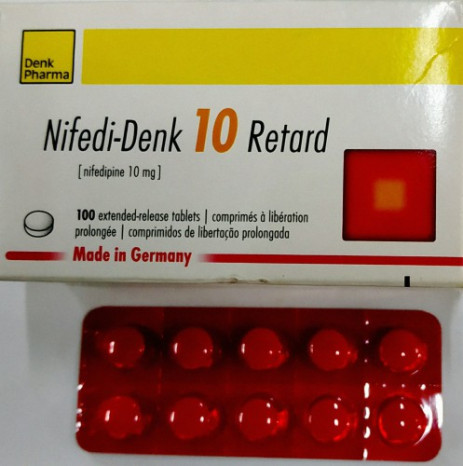 Denk
Pharma
Nifedi-Denk 10 Retard
[nifedipine 10 mg]
100 extended-release tablets | comprimés à libération
prolongée | comprimidos de libertação prolongada
Made in Germany